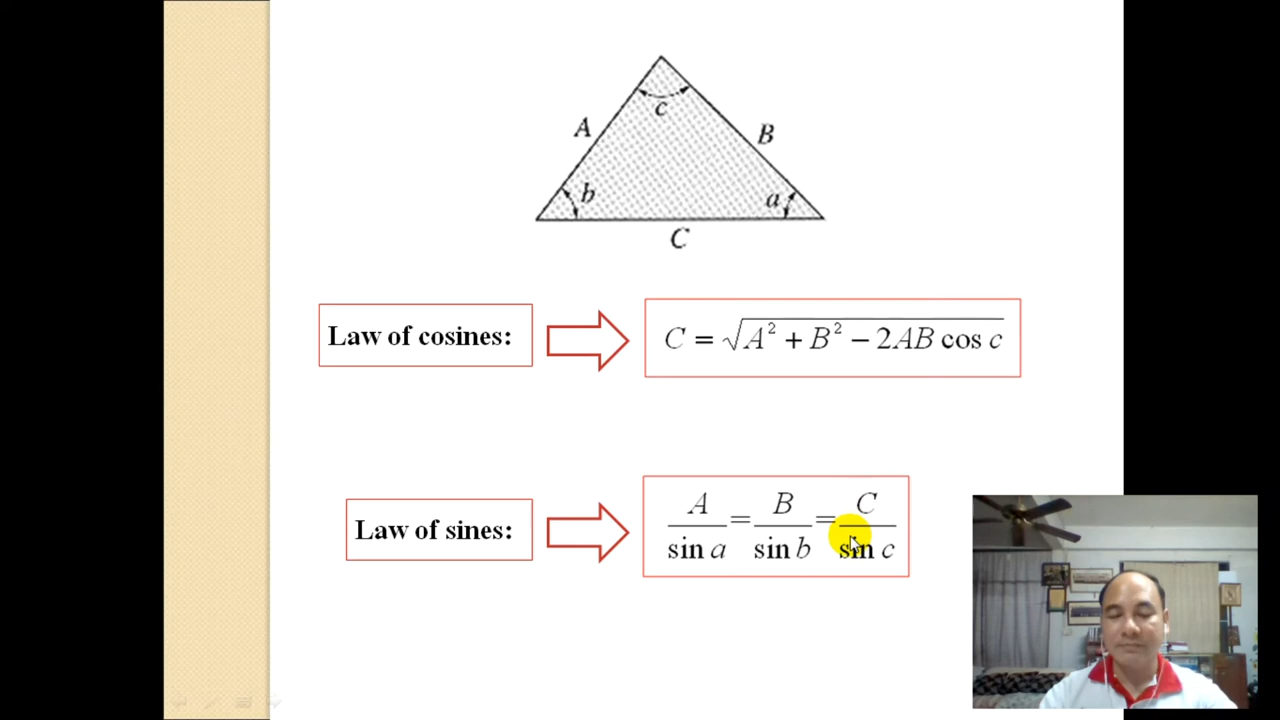 c
A
B
b
a
C
Law of cosines:
C = √A² + B² − 2AB cos c
Law of sines:
A/sin a = B/sin b = C/sin c